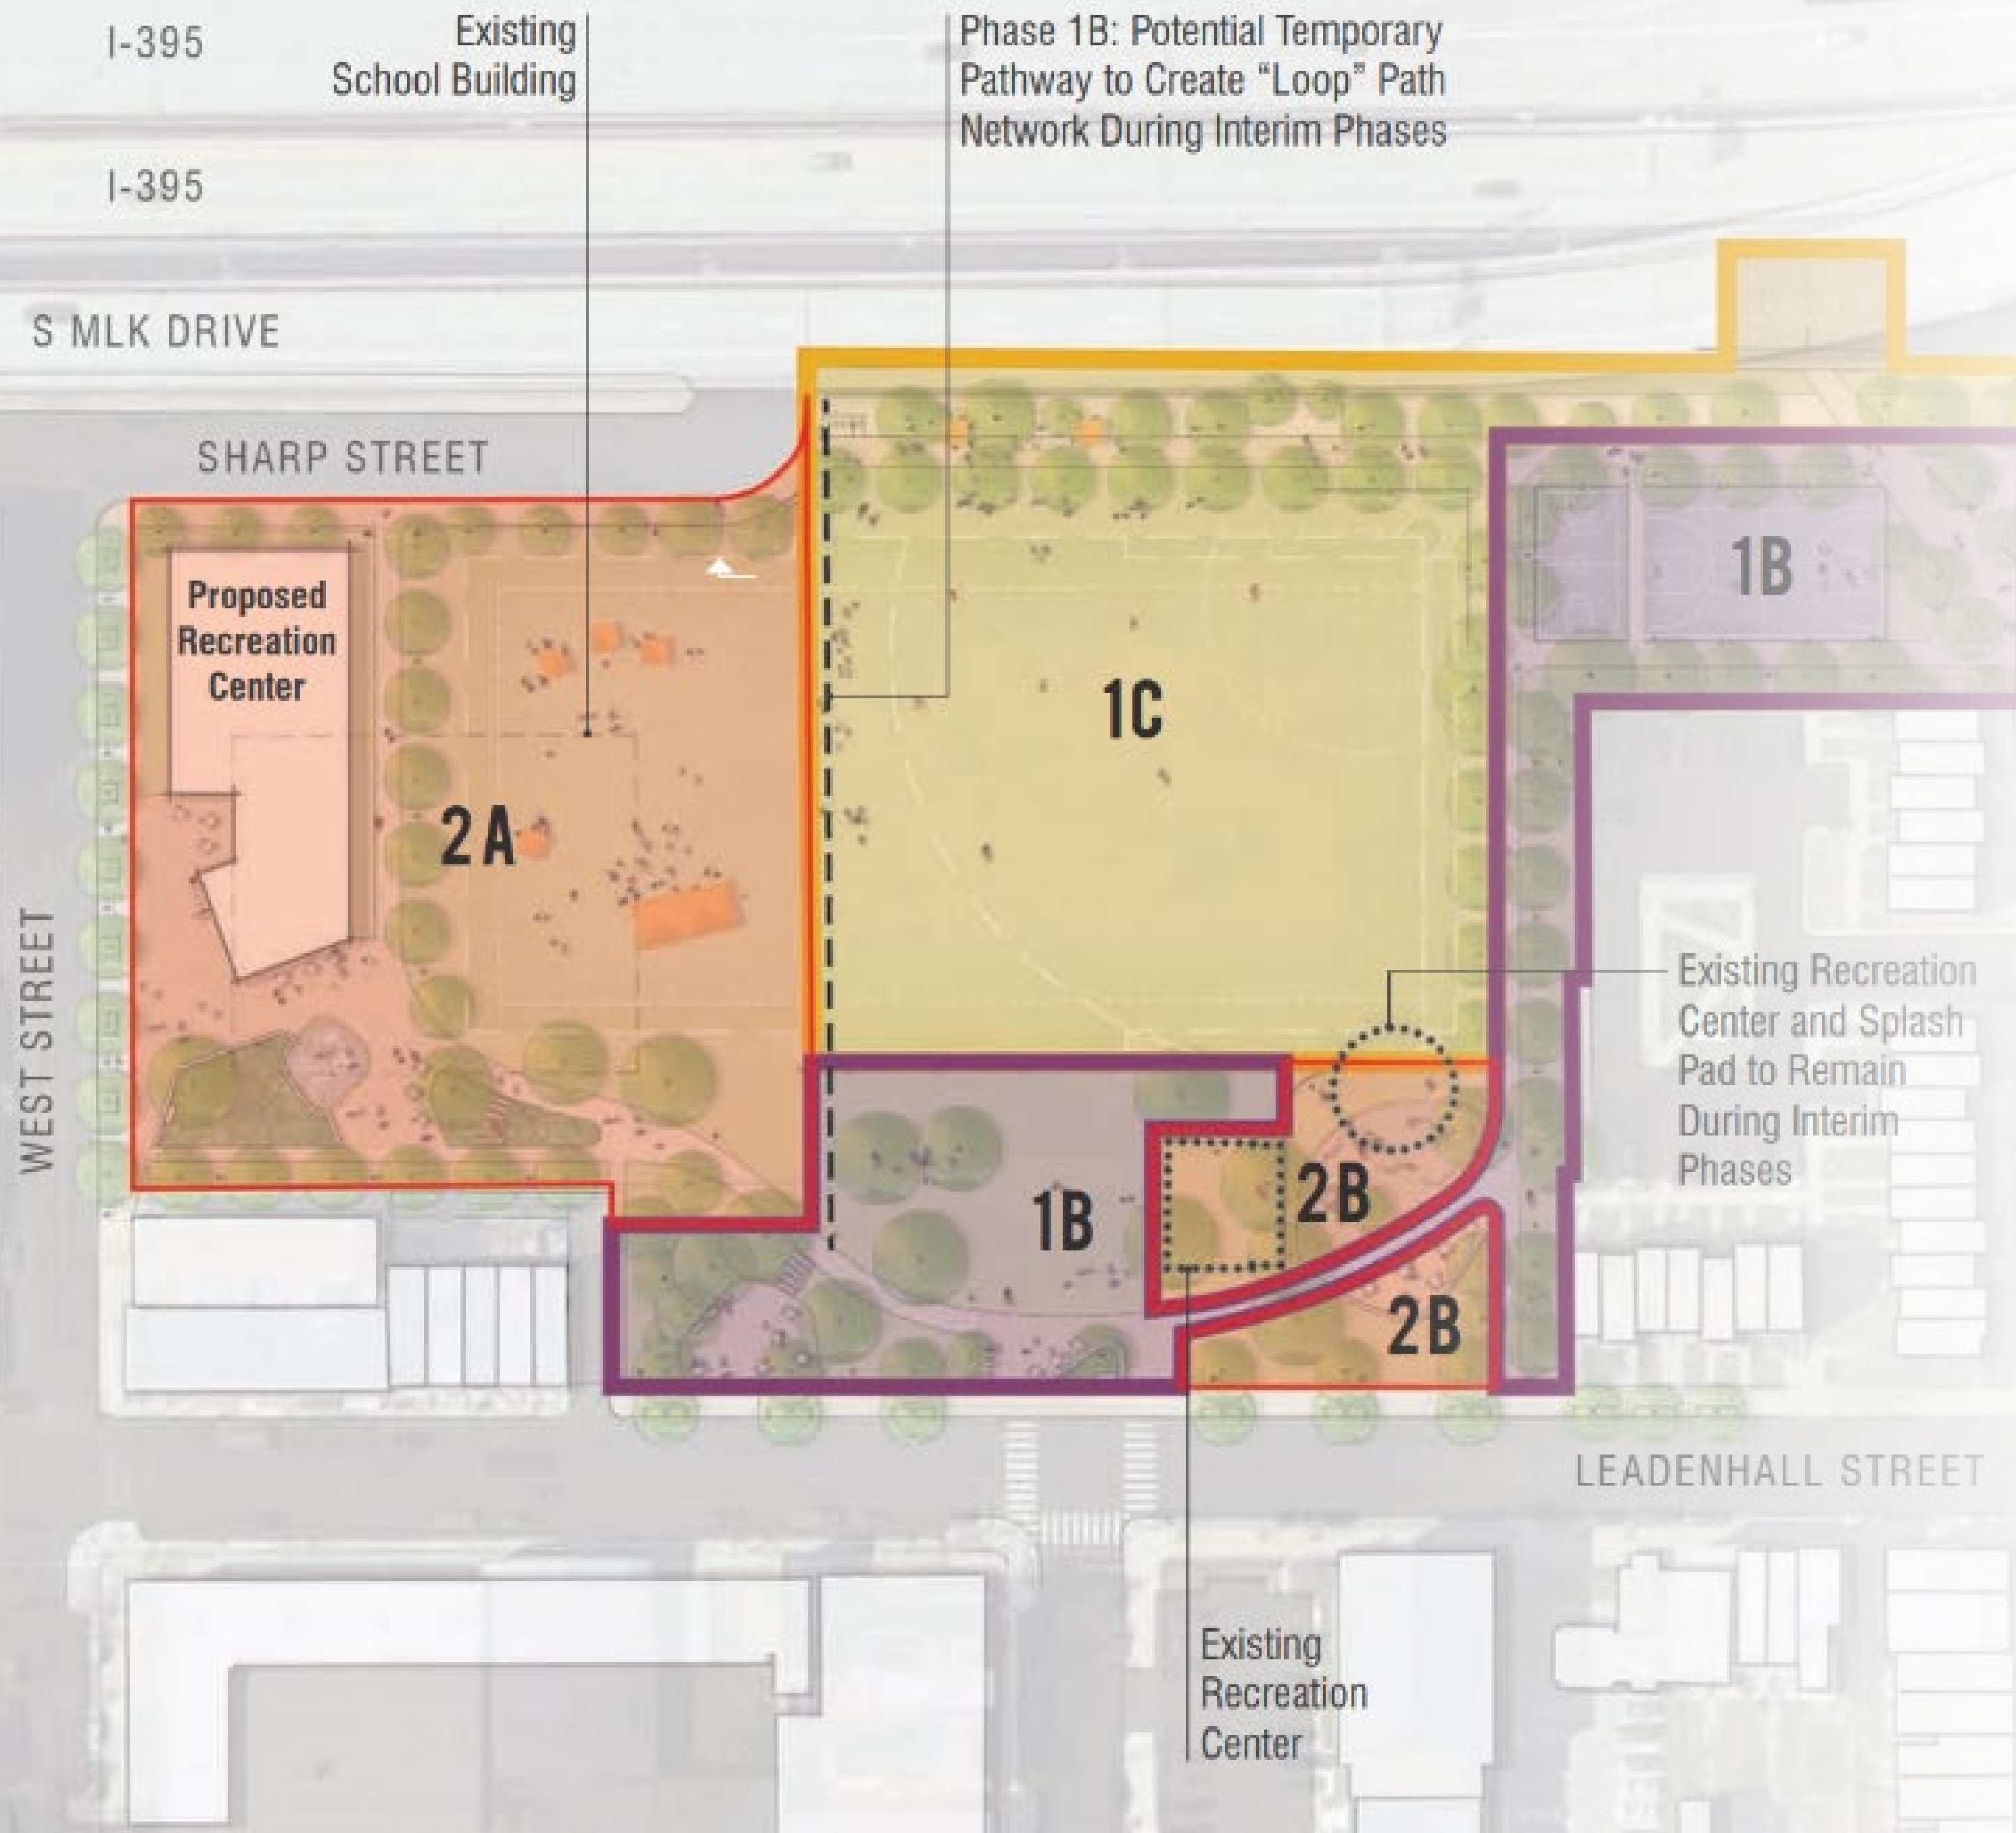 I-395
Existing
School Building
Phase 1B: Potential Temporary
Pathway to Create “Loop” Path
Network During Interim Phases
I-395
S MLK DRIVE
SHARP STREET
Proposed
Recreation
Center
1B
1C
2A
WEST STREET
Existing Recreation
Center and Splash
Pad to Remain
During Interim
Phases
2B
1B
2B
LEADENHALL STREET
Existing
Recreation
Center